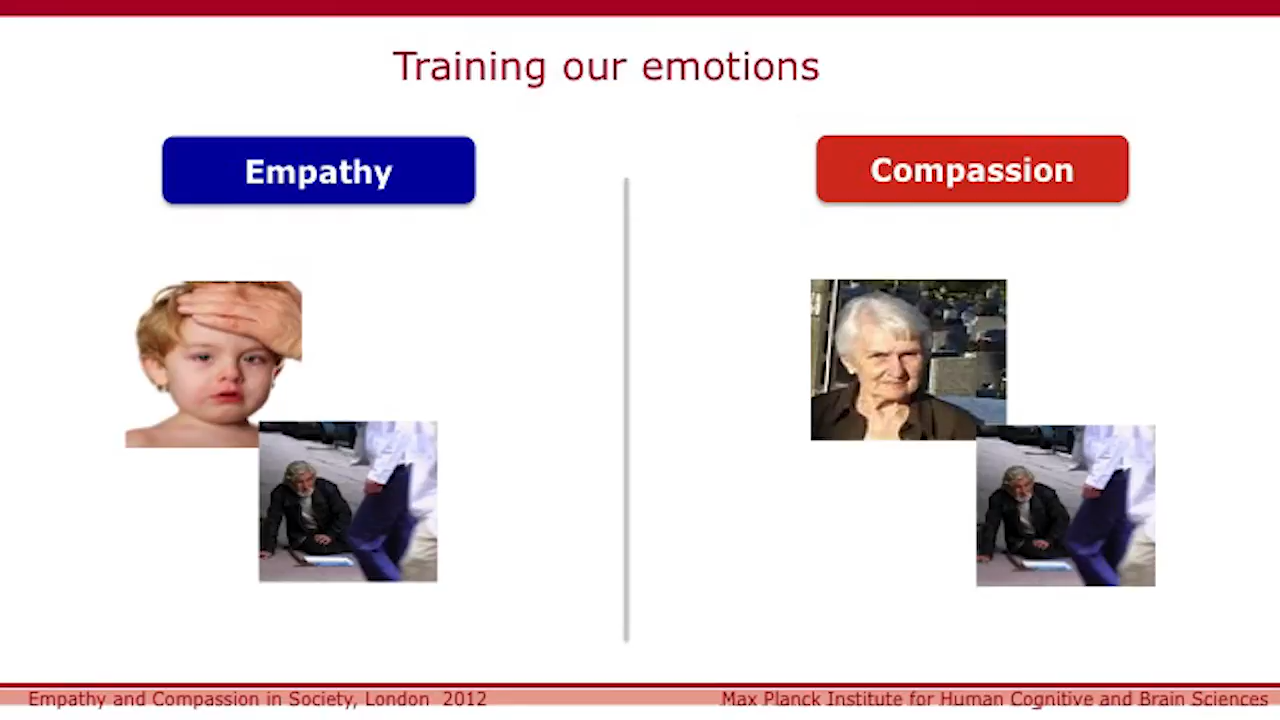 Training our emotions
Empathy
Compassion
Empathy and Compassion in Society, London 2012
Max Planck Institute for Human Cognitive and Brain Sciences